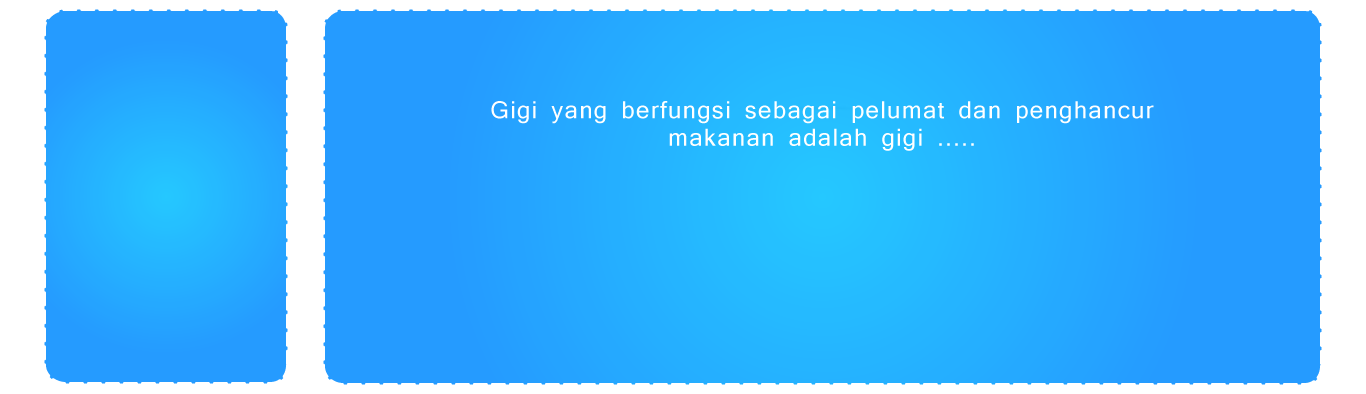 Gigi yang berfungsi sebagai pelumat dan penghancur
makanan adalah gigi .....